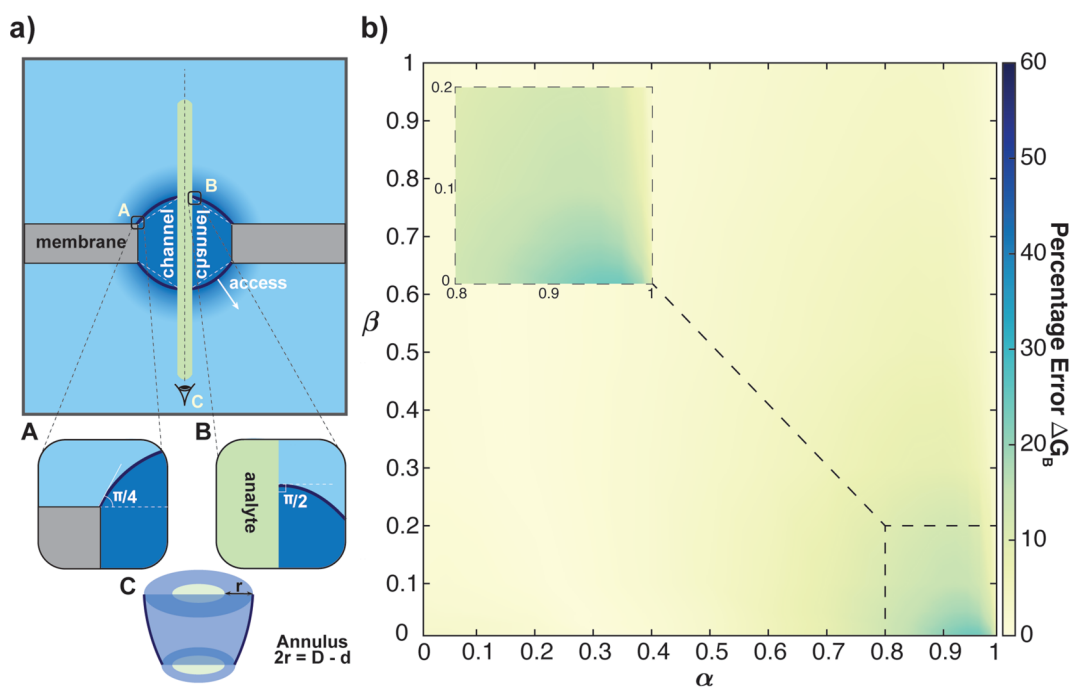 a)
A
B
membrane
channel
channel
access
C
A
B
π/4
analyte
π/2
C
r
Annulus
2r = D - d
b)
1
0.9
0.8
0.7
0.6
0.5
0.4
0.3
0.2
0.1
0
β
0.2
0.1
0
0.8
0.9
1
0
0.1
0.2
0.3
0.4
0.5
0.6
0.7
0.8
0.9
1
α
60
50
40
30
20
10
0
Percentage Error ΔG_B